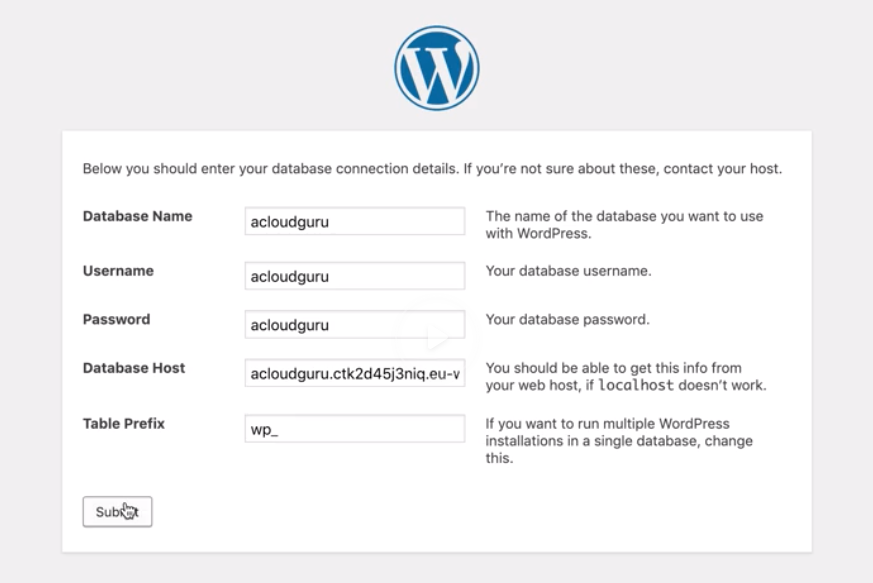 Below you should enter your database connection details. If you’re not sure about these, contact your host.
Database Name
acloudguru
The name of the database you want to use
with WordPress.
Username
acloudguru
Your database username.
Password
acloudguru
Your database password.
Database Host
acloudguru.ctk2d45j3niq.eu-w
You should be able to get this info from
your web host, if localhost doesn’t work.
Table Prefix
wp_
If you want to run multiple WordPress
installations in a single database, change
this.
Submit